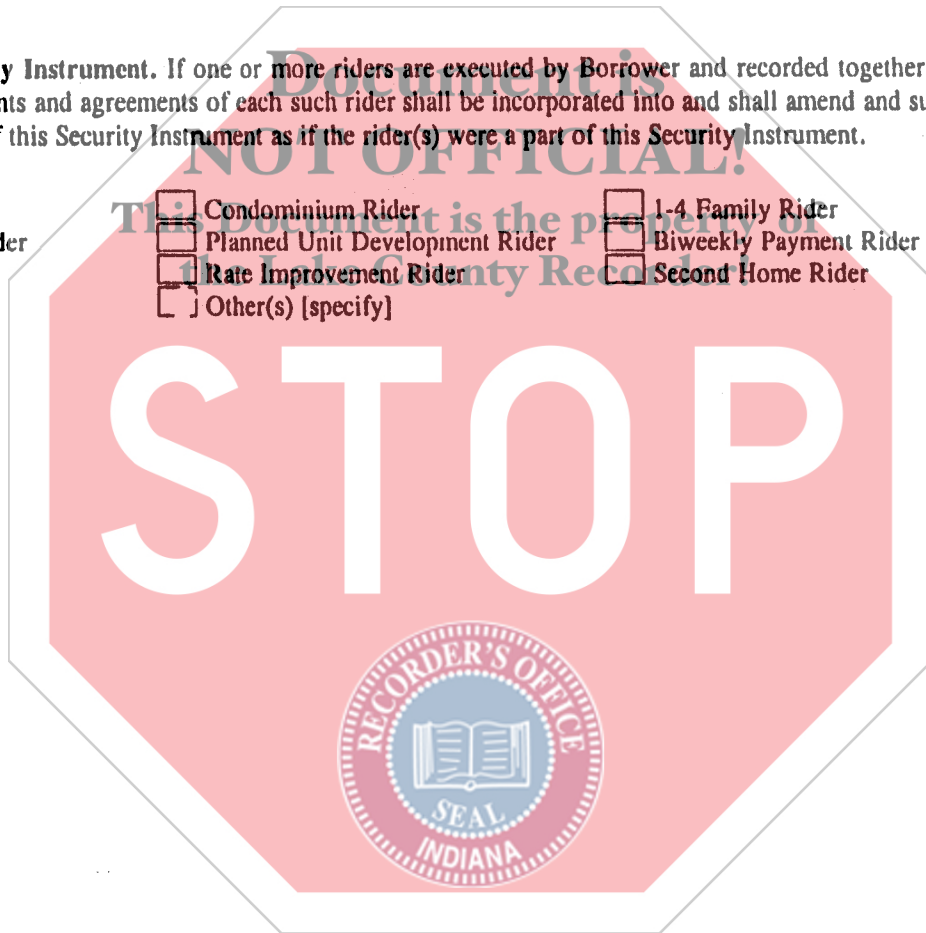 y Instrument. If one or more riders are executed by Borrower and recorded together
nts and agreements of each such rider shall be incorporated into and shall amend and su
f this Security Instrument as if the rider(s) were a part of this Security Instrument.
Document is
NOT OFFICIAL!
This Document is the property of
the Lake County Recorder!
Condominium Rider
1-4 Family Rider
der
Planned Unit Development Rider
Biweekly Payment Rider
Rate Improvement Rider
Second Home Rider
Other(s) [specify]
STOP
RECORDER'S OFFICE
SEAL
INDIANA